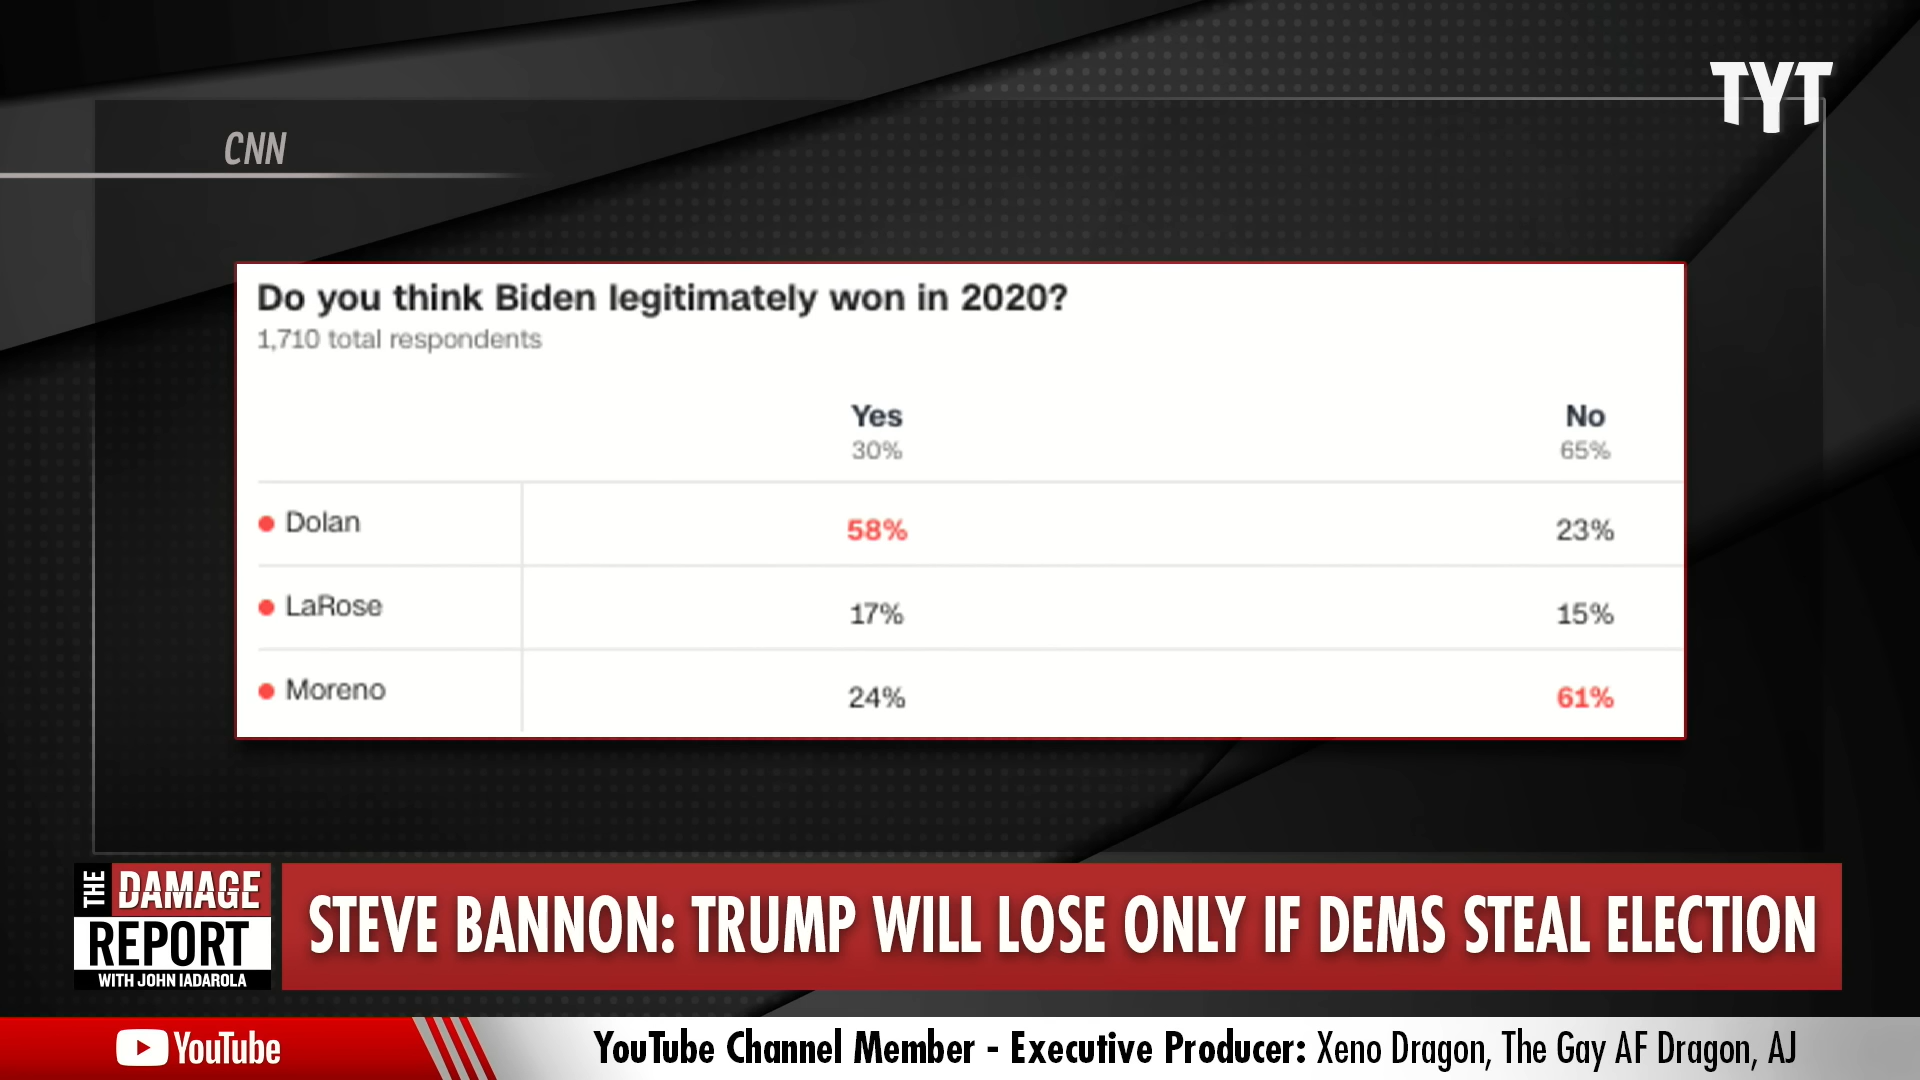 TYT
CNN
Do you think Biden legitimately won in 2020?
1,710 total respondents
Yes No
30% 65%
Dolan 58% 23%
LaRose 17% 15%
Moreno 24% 61%
THE DAMAGE
REPORT
WITH JOHN IADAROLA
STEVE BANNON: TRUMP WILL LOSE ONLY IF DEMS STEAL ELECTION
YouTube
YouTube Channel Member - Executive Producer: Xeno Dragon, The Gay AF Dragon, AJ